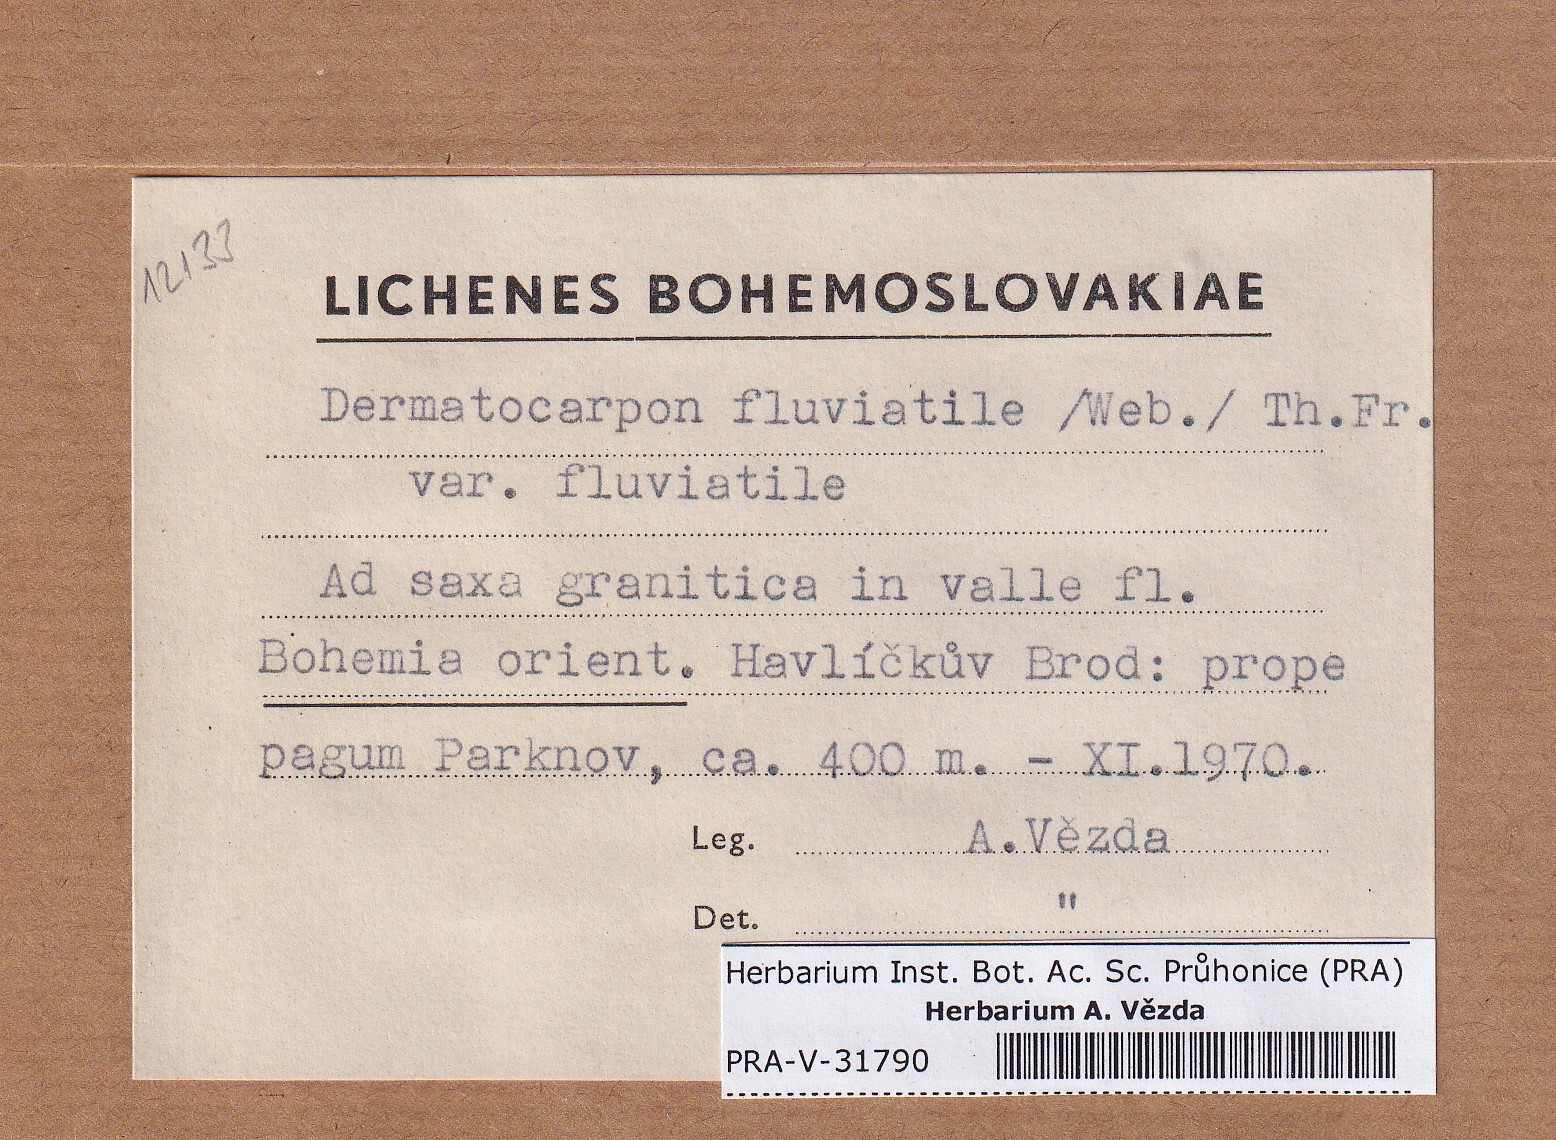 12133
LICHENES BOHEMOSLOVAKIAE
Dermatocarpon fluviatile /Web./ Th.Fr.
var. fluviatile
Ad saxa granitica in valle fl.
Bohemia orient. Havlíčkův Brod: prope
pagum Parknov, ca. 400 m. - XI.1970.
Leg. A.Vězda
Det. "
Herbarium Inst. Bot. Ac. Sc. Průhonice (PRA)
Herbarium A. Vězda
PRA-V-31790